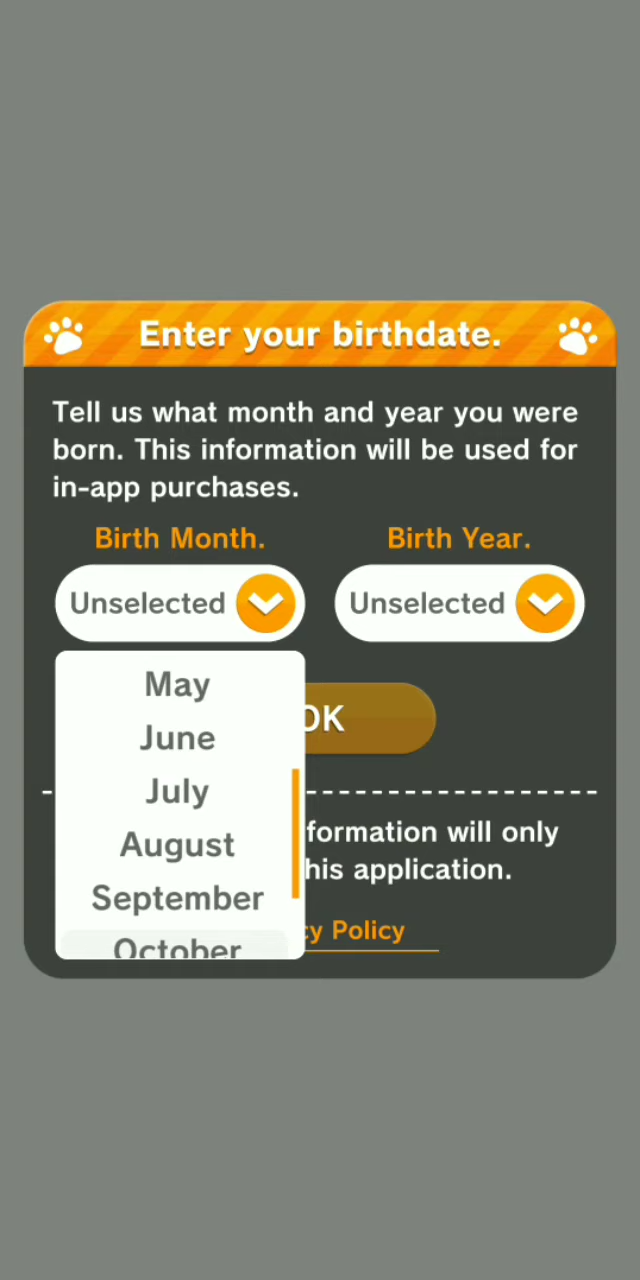 Enter your birthdate.
Tell us what month and year you were
born. This information will be used for
in-app purchases.
Birth Month. Birth Year.
Unselected Unselected
May
OK
June
July
formation will only
August
his application.
September
cy Policy
October